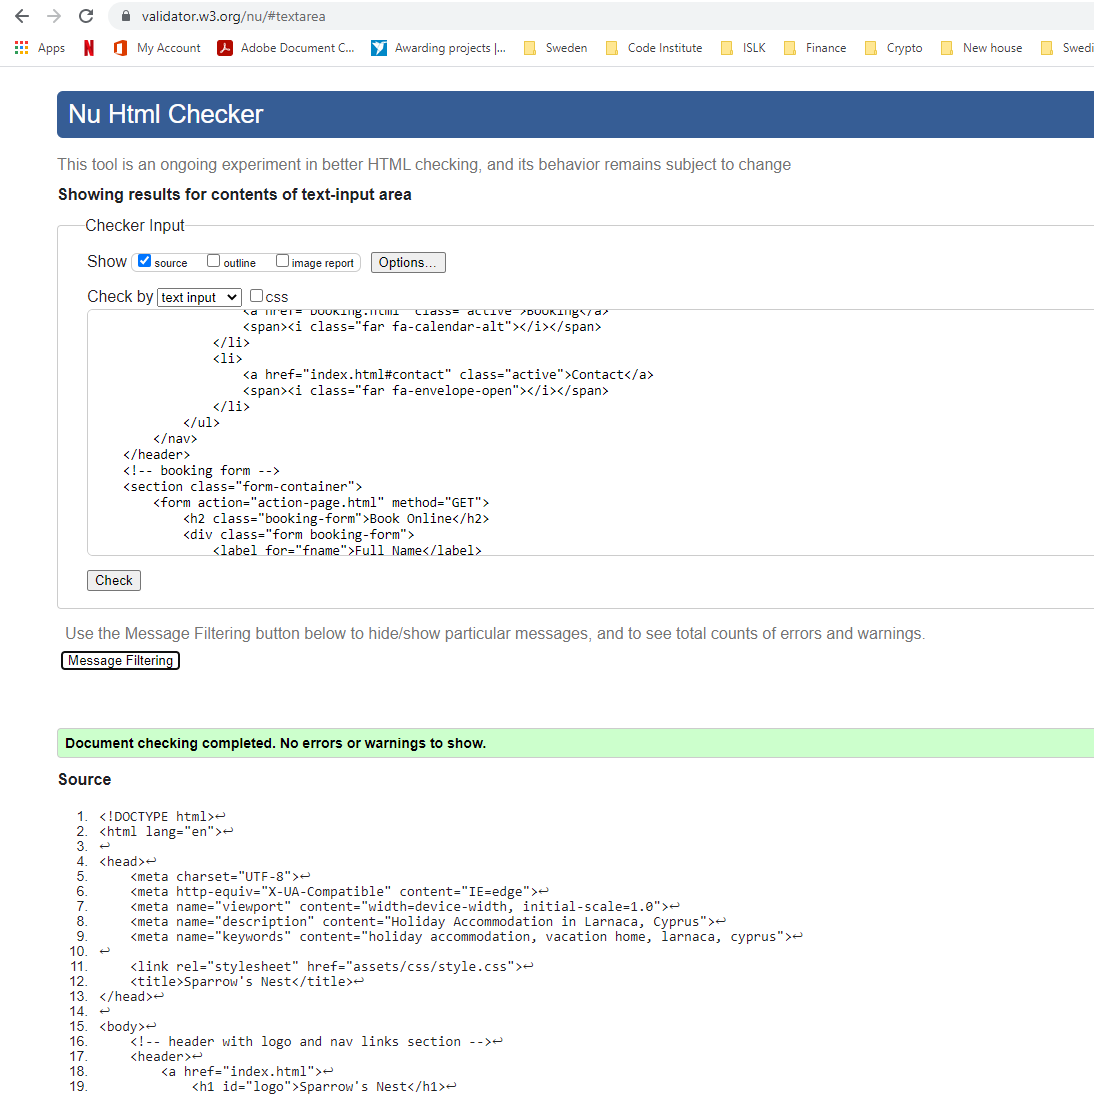 validator.w3.org/nu/#textarea
Apps N My Account Adobe Document C... Awarding projects |... Sweden Code Institute ISLK Finance Crypto New house Swedi
Nu Html Checker
This tool is an ongoing experiment in better HTML checking, and its behavior remains subject to change
Showing results for contents of text-input area
Checker Input
Show source outline image report Options...
Check by text input css
<a href="booking.html" class="active">Booking</a>
<span><i class="far fa-calendar-alt"></i></span>
</li>
<li>
<a href="index.html#contact" class="active">Contact</a>
<span><i class="far fa-envelope-open"></i></span>
</li>
</ul>
</nav>
</header>
<!-- booking form -->
<section class="form-container">
<form action="action-page.html" method="GET">
<h2 class="booking-form">Book Online</h2>
<div class="form booking-form">
<label for="fname">Full Name</label>
Check
Use the Message Filtering button below to hide/show particular messages, and to see total counts of errors and warnings.
Message Filtering
Document checking completed. No errors or warnings to show.
Source
1. <!DOCTYPE html>↩
2. <html lang="en">↩
3. ↩
4. <head>↩
5. <meta charset="UTF-8">↩
6. <meta http-equiv="X-UA-Compatible" content="IE=edge">↩
7. <meta name="viewport" content="width=device-width, initial-scale=1.0">↩
8. <meta name="description" content="Holiday Accommodation in Larnaca, Cyprus">↩
9. <meta name="keywords" content="holiday accommodation, vacation home, larnaca, cyprus">↩
10. ↩
11. <link rel="stylesheet" href="assets/css/style.css">↩
12. <title>Sparrow's Nest</title>↩
13. </head>↩
14. ↩
15. <body>↩
16. <!-- header with logo and nav links section -->↩
17. <header>↩
18. <a href="index.html">↩
19. <h1 id="logo">Sparrow's Nest</h1>↩